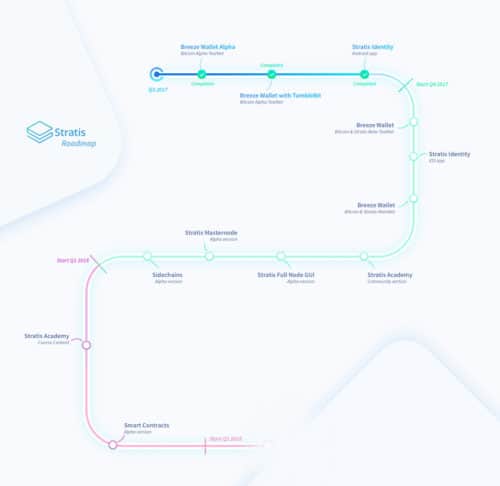 Breeze Wallet Alpha
Bitcoin Alpha TestNet
Completed
Stratis Identity
Android app
Q3 2017
Completed
Breeze Wallet with TumbleBit
Bitcoin Alpha TestNet
Completed
Start Q4 2017
Stratis
Roadmap
Breeze Wallet
Bitcoin & Stratis Beta TestNet
Stratis Identity
iOS app
Breeze Wallet
Bitcoin & Stratis MainNet
Stratis Masternode
Alpha version
Start Q1 2018
Sidechains
Alpha version
Stratis Full Node GUI
Alpha version
Stratis Academy
Community version
Stratis Academy
Course Content
Smart Contracts
Alpha version
Start Q2 2018